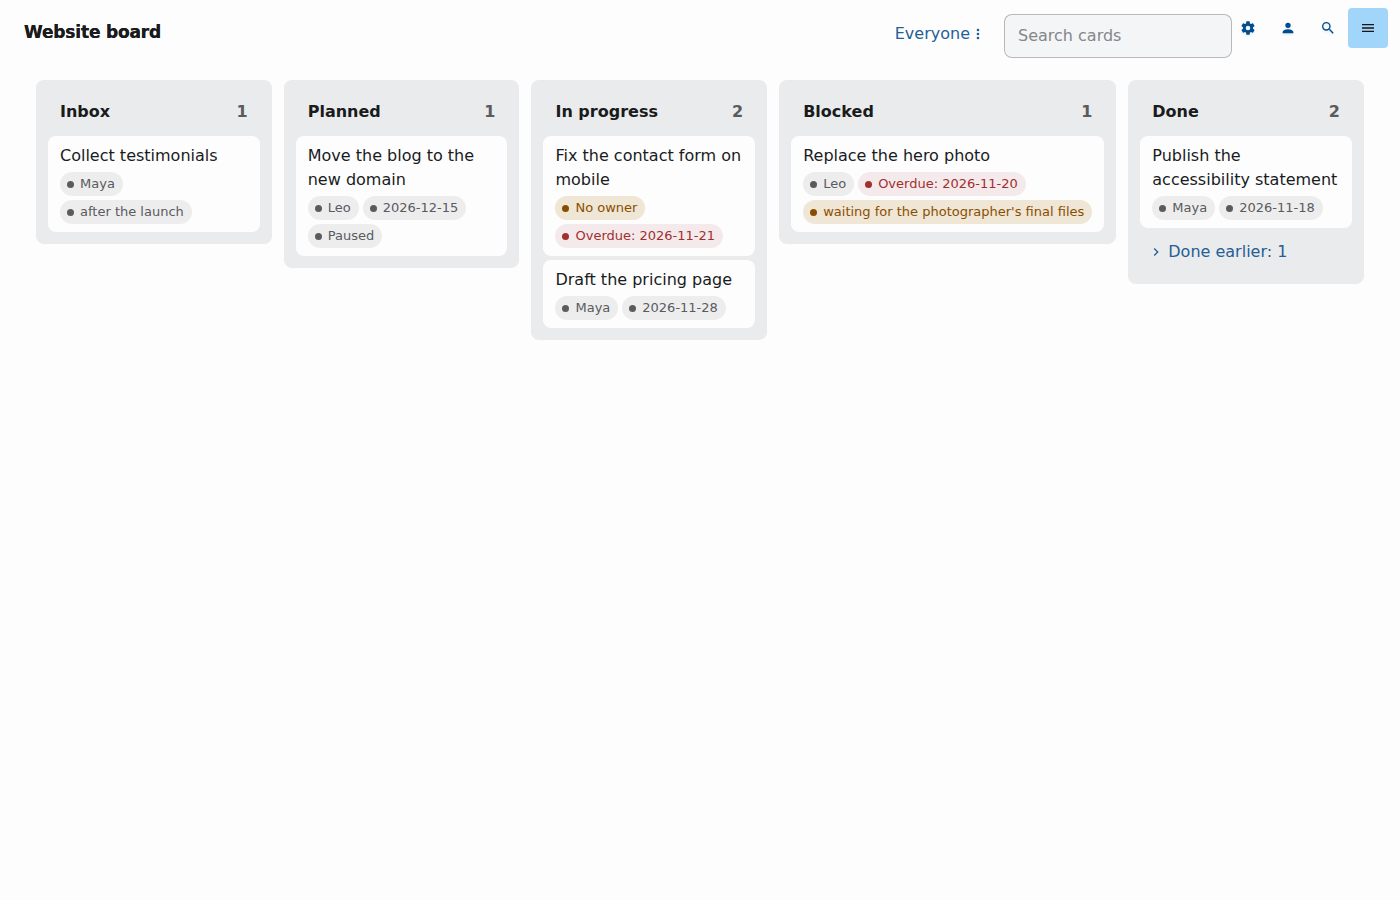 Website board
Everyone
Search cards
Inbox 1
Collect testimonials
Maya
after the launch
Planned 1
Move the blog to the
new domain
Leo 2026-12-15
Paused
In progress 2
Fix the contact form on
mobile
No owner
Overdue: 2026-11-21
Draft the pricing page
Maya 2026-11-28
Blocked 1
Replace the hero photo
Leo Overdue: 2026-11-20
waiting for the photographer's final files
Done 2
Publish the
accessibility statement
Maya 2026-11-18
Done earlier: 1